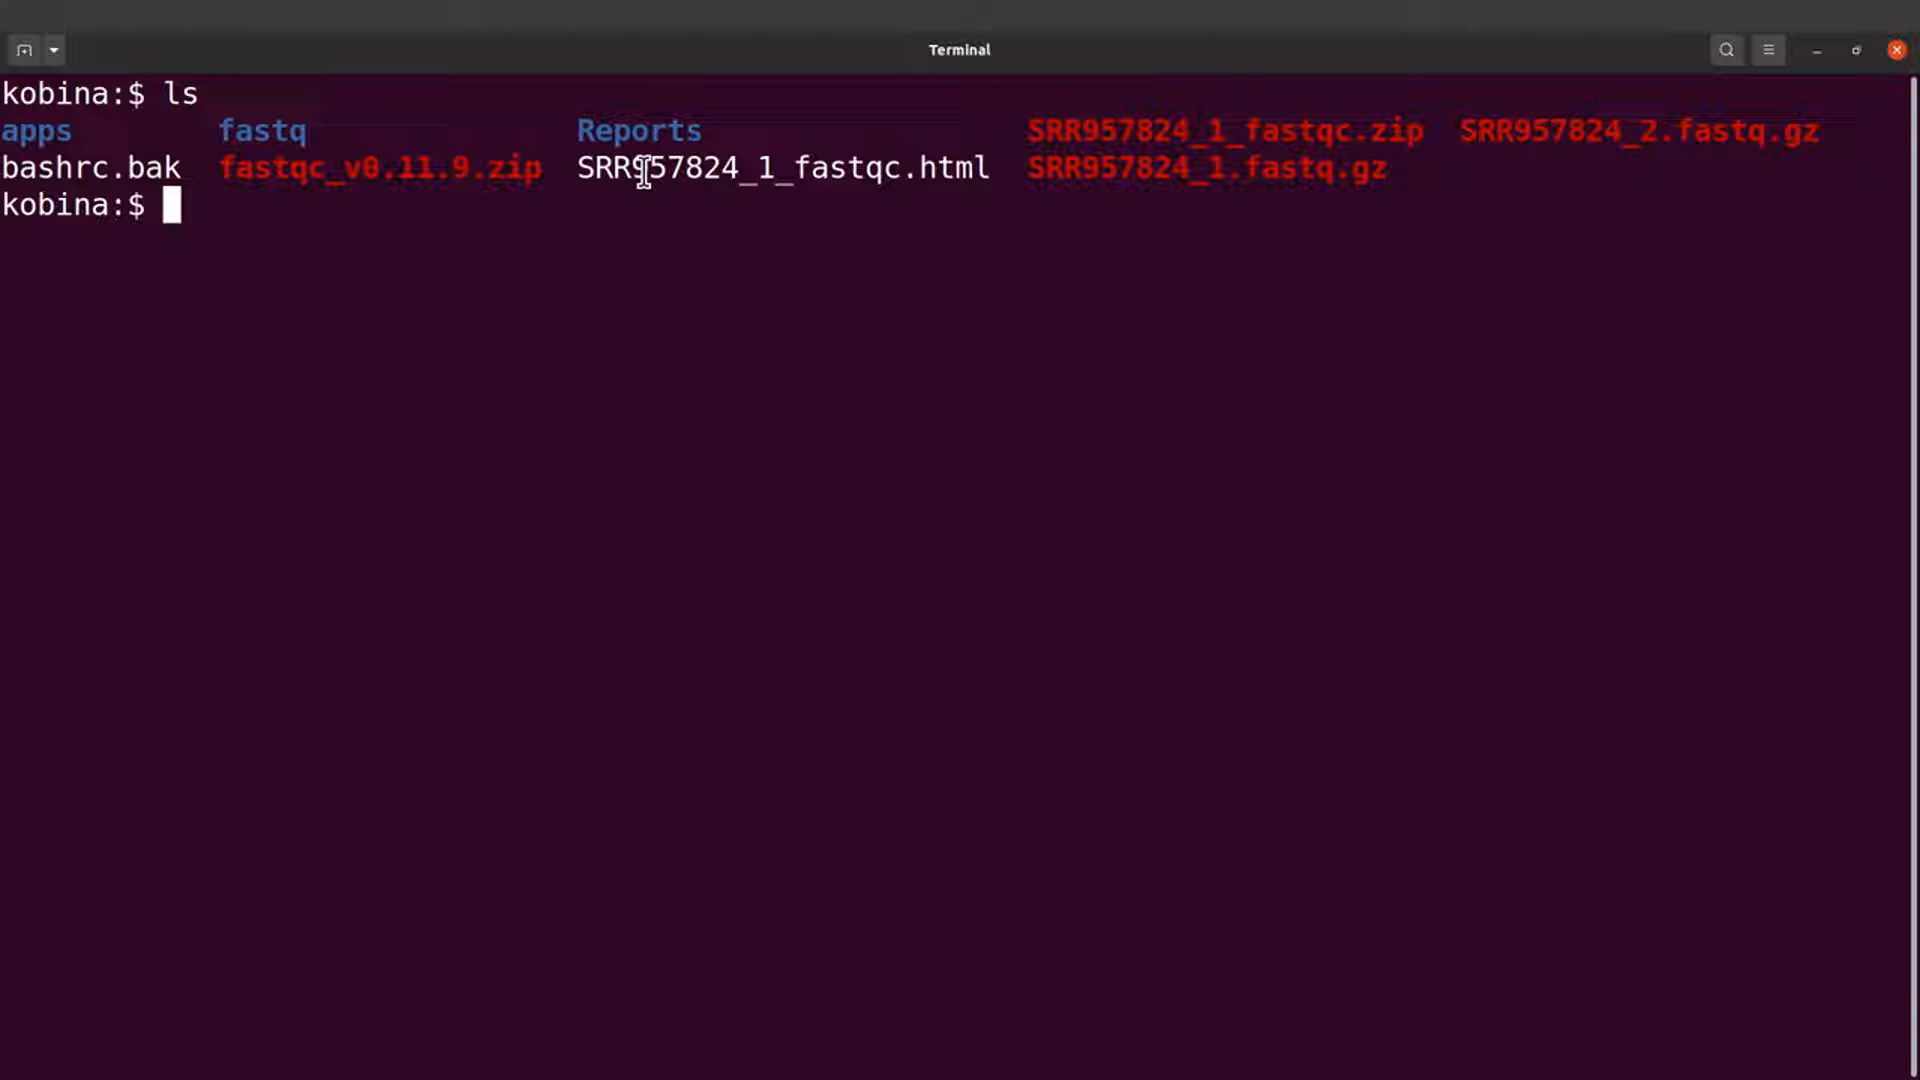 Terminal
kobina:$ ls
apps fastq Reports SRR957824_1_fastqc.zip SRR957824_2.fastq.gz
bashrc.bak fastqc_v0.11.9.zip SRR957824_1_fastqc.html SRR957824_1.fastq.gz
kobina:$